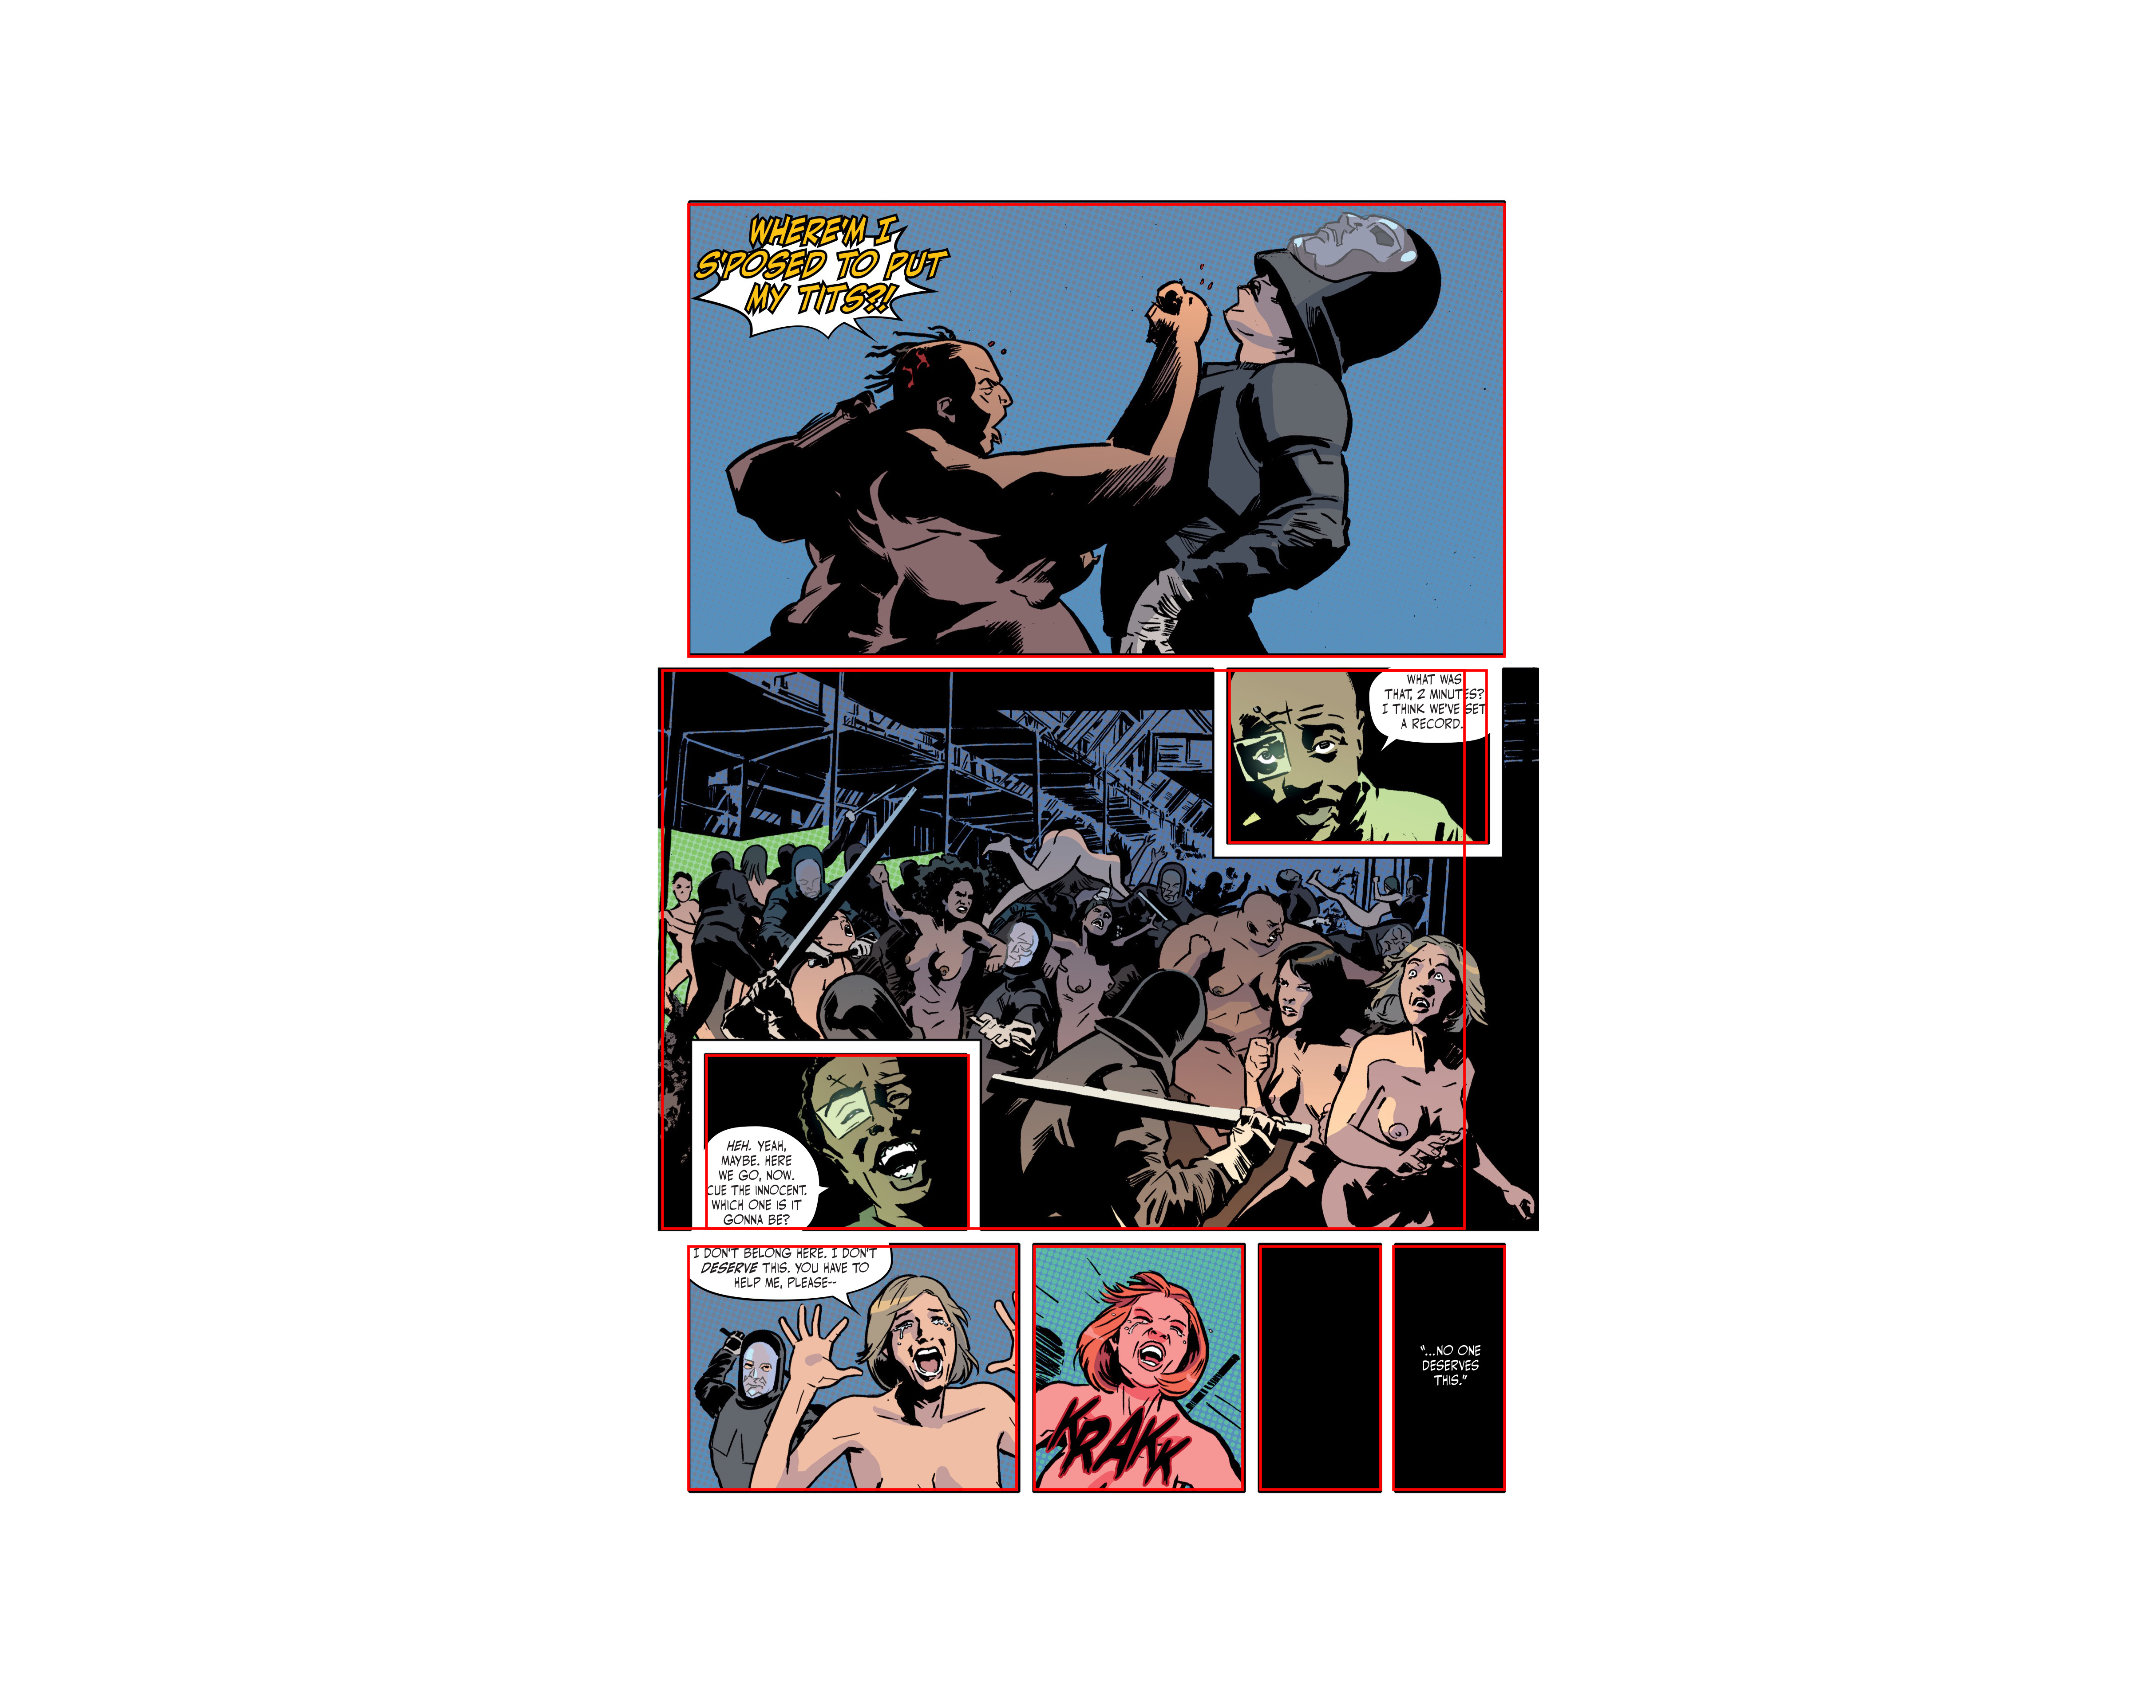 WHERE'M I
S'POSED TO PUT
MY TITS?!
WHAT WAS
THAT, 2 MINUTES?
I THINK WE'VE SET
A RECORD.
HEH. YEAH,
MAYBE. HERE
WE GO, NOW.
CUE THE INNOCENT.
WHICH ONE IS IT
GONNA BE?
I DON'T BELONG HERE. I DON'T
DESERVE THIS. YOU HAVE TO
HELP ME, PLEASE--
KRAKK
"...NO ONE
DESERVES
THIS."